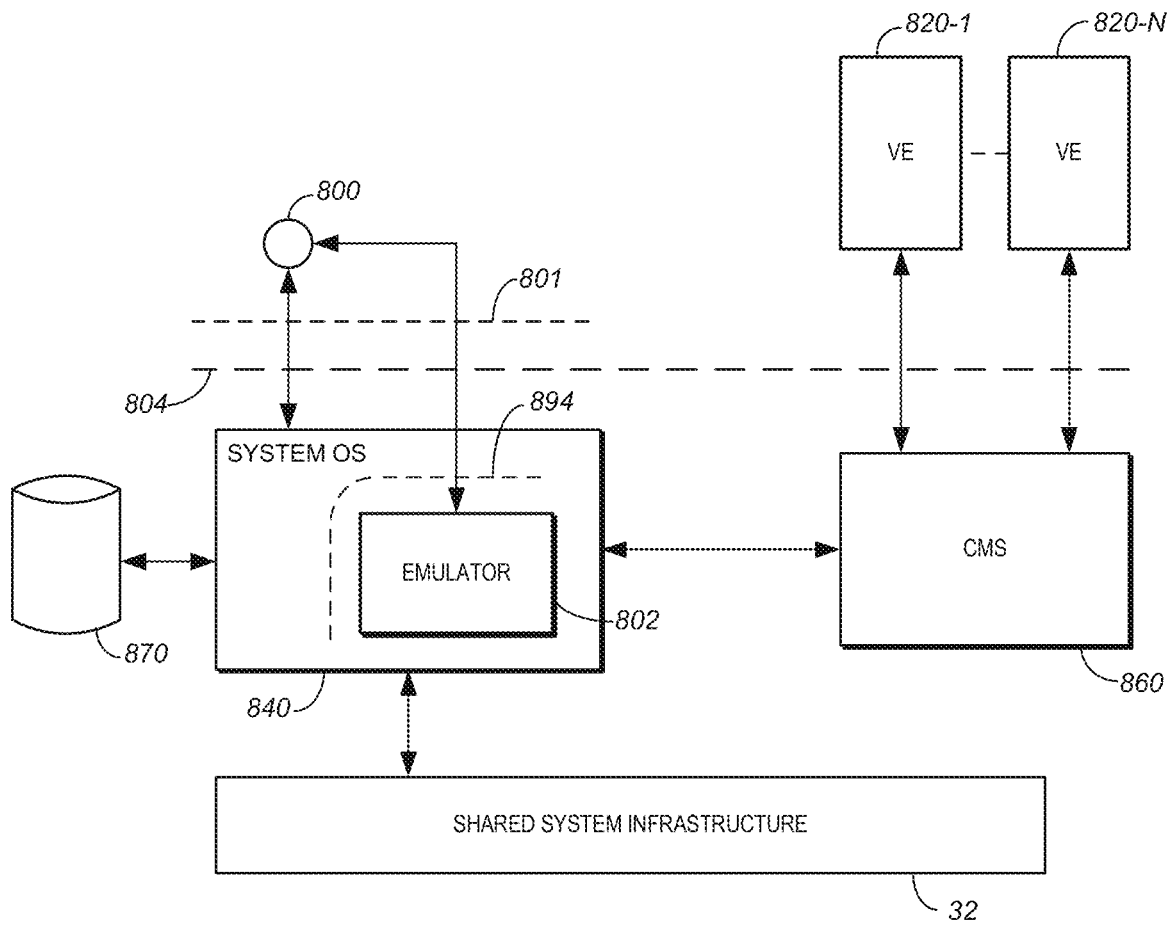 820-1
820-N
VE
VE
800
801
804
894
SYSTEM OS
EMULATOR
CMS
802
870
840
860
SHARED SYSTEM INFRASTRUCTURE
32